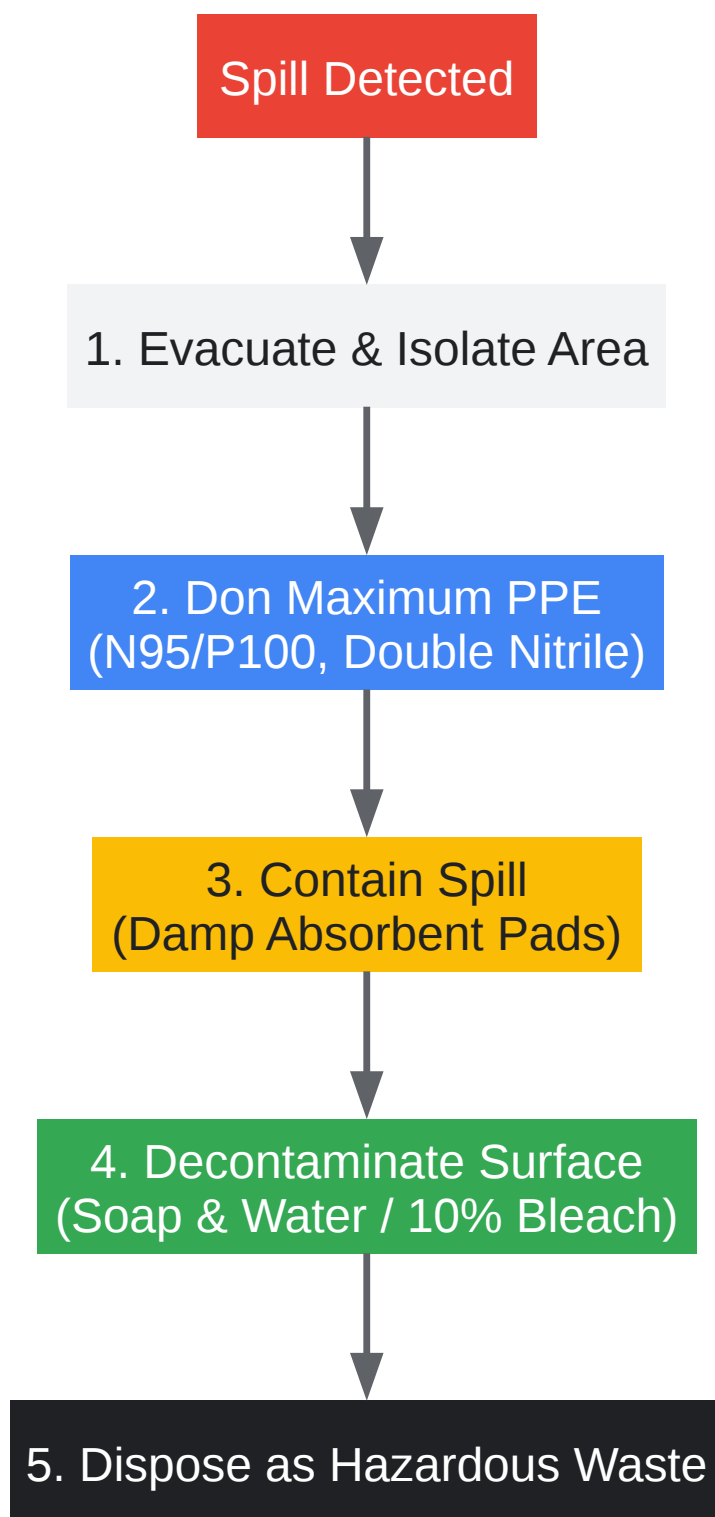 Spill Detected
1. Evacuate & Isolate Area
2. Don Maximum PPE
(N95/P100, Double Nitrile)
3. Contain Spill
(Damp Absorbent Pads)
4. Decontaminate Surface
(Soap & Water / 10% Bleach)
5. Dispose as Hazardous Waste